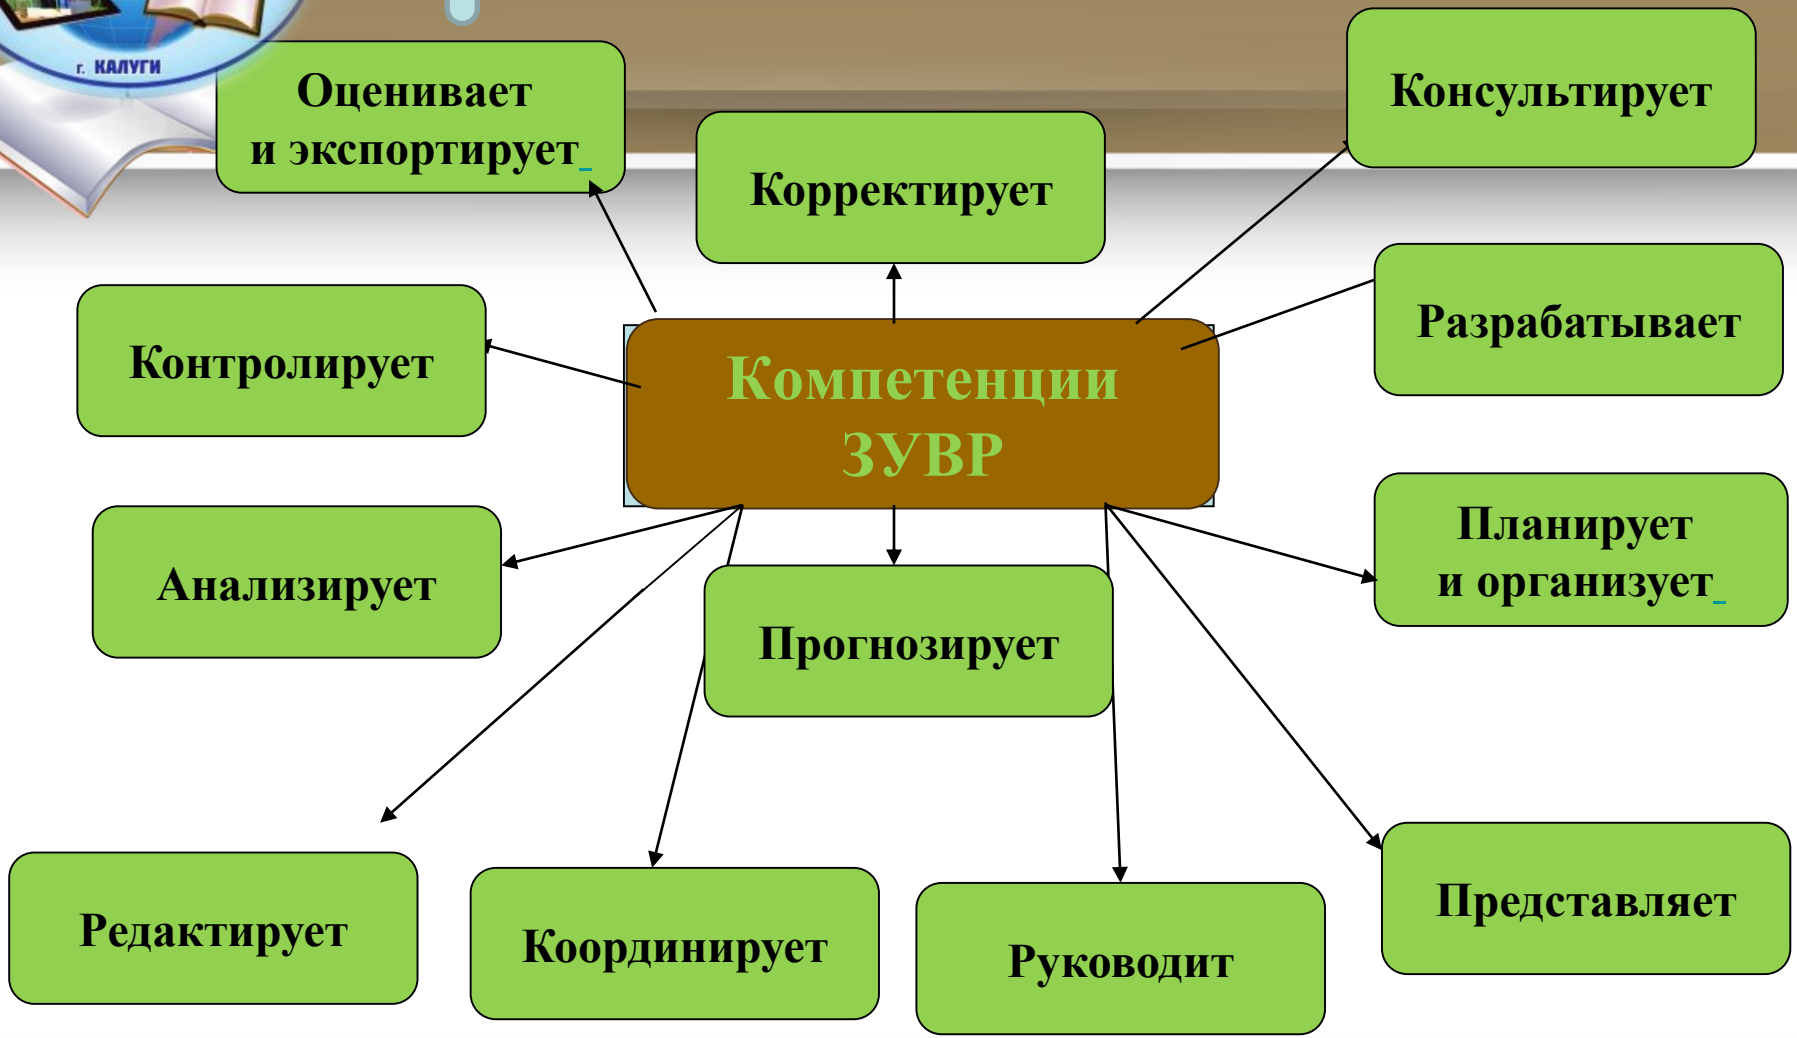 г. КАЛУГИ
Оценивает
и экспортирует
Консультирует
Корректирует
Разрабатывает
Контролирует
Компетенции
ЗУВР
Планирует
и организует
Анализирует
Прогнозирует
Редактирует
Координирует
Руководит
Представляет